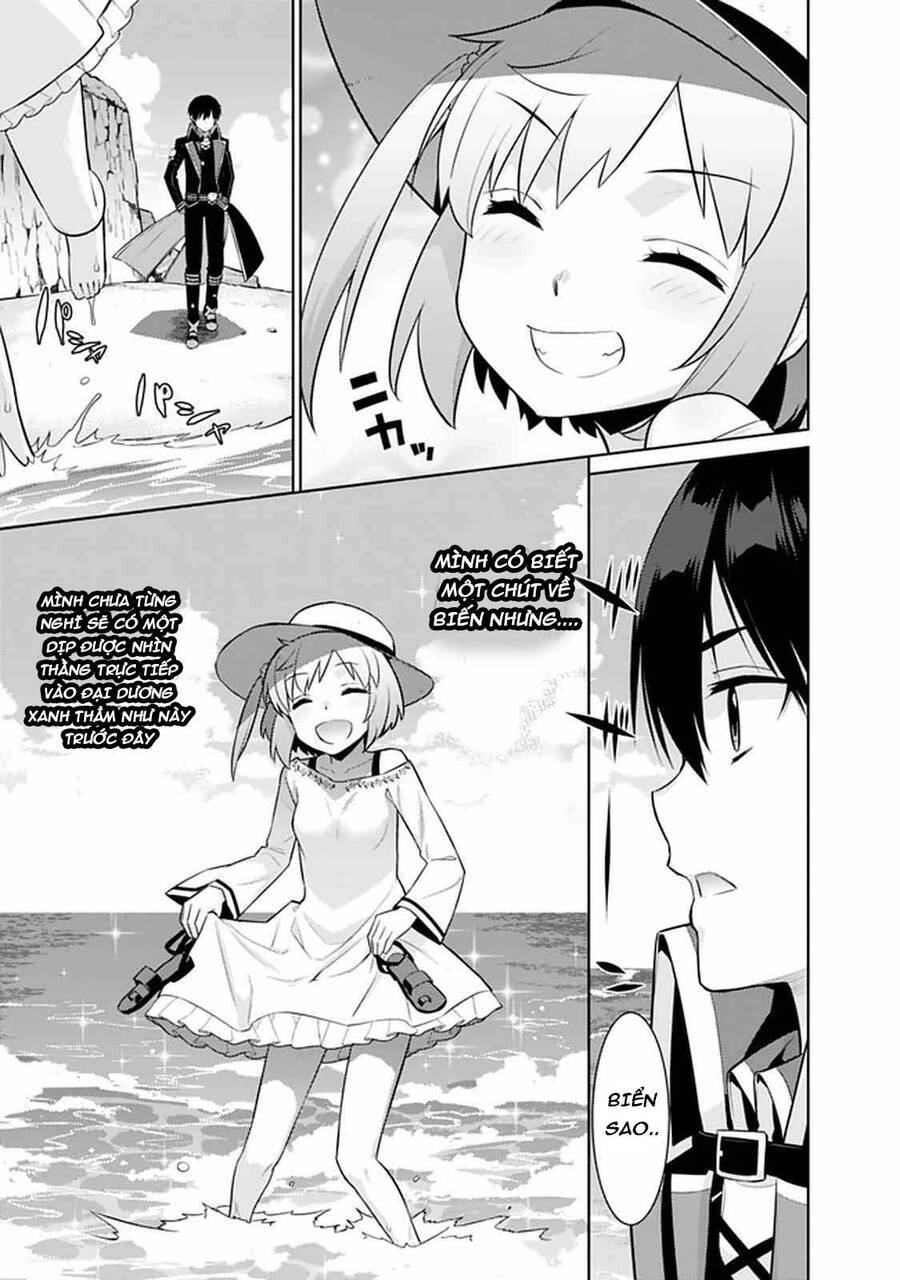 ニカッ
パシャ
パシャ
MÌNH CÓ BIẾT
MỘT CHÚT VỀ
BIẾN NHƯNG....
BIỂN
SAO..
MÌNH CHƯA TỪNG
NGHĨ SẼ CÓ MỘT
DỊP ĐƯỢC NHÌN
THẲNG TRỰC TIẾP
VÀO ĐẠI DƯƠNG
XANH THẲM NHƯ NÀY
TRƯỚC ĐÂY